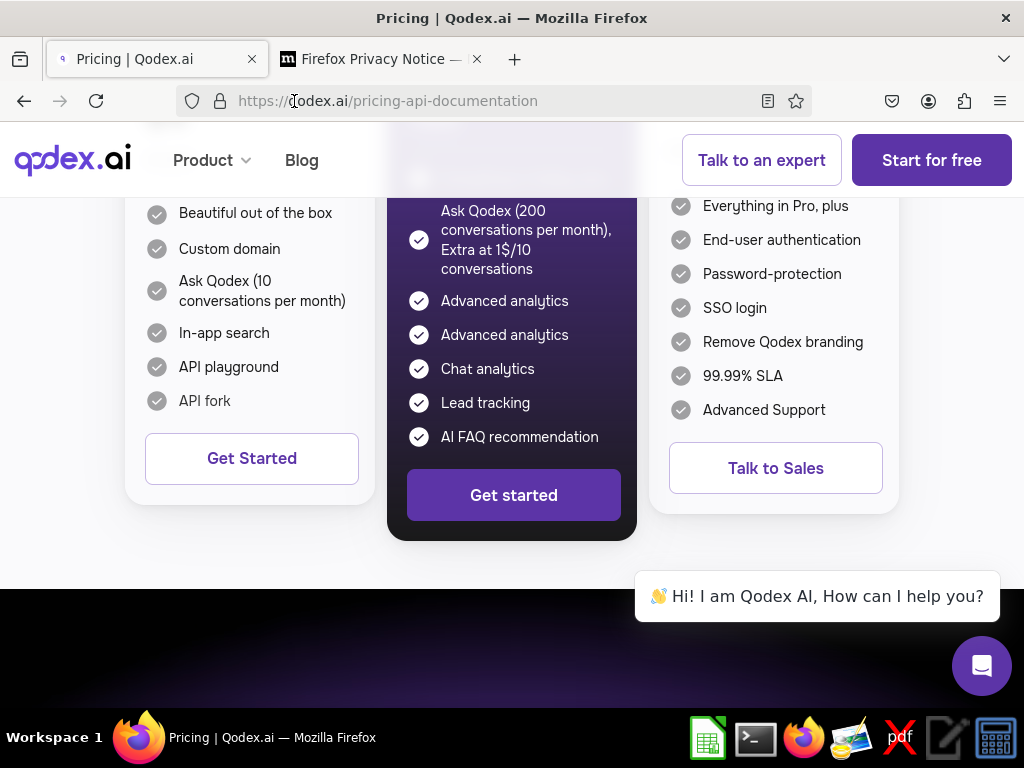 Pricing | Qodex.ai — Mozilla Firefox
Pricing | Qodex.ai
Firefox Privacy Notice —
https://qodex.ai/pricing-api-documentation
qodex.ai
Product
Blog
Talk to an expert
Start for free
Beautiful out of the box
Custom domain
Ask Qodex (10
conversations per month)
In-app search
API playground
API fork
Get Started
Ask Qodex (200
conversations per month),
Extra at 1$/10
conversations
Advanced analytics
Advanced analytics
Chat analytics
Lead tracking
AI FAQ recommendation
Get started
Everything in Pro, plus
End-user authentication
Password-protection
SSO login
Remove Qodex branding
99.99% SLA
Advanced Support
Talk to Sales
👋 Hi! I am Qodex AI, How can I help you?
Workspace 1
Pricing | Qodex.ai — Mozilla Firefox
pdf